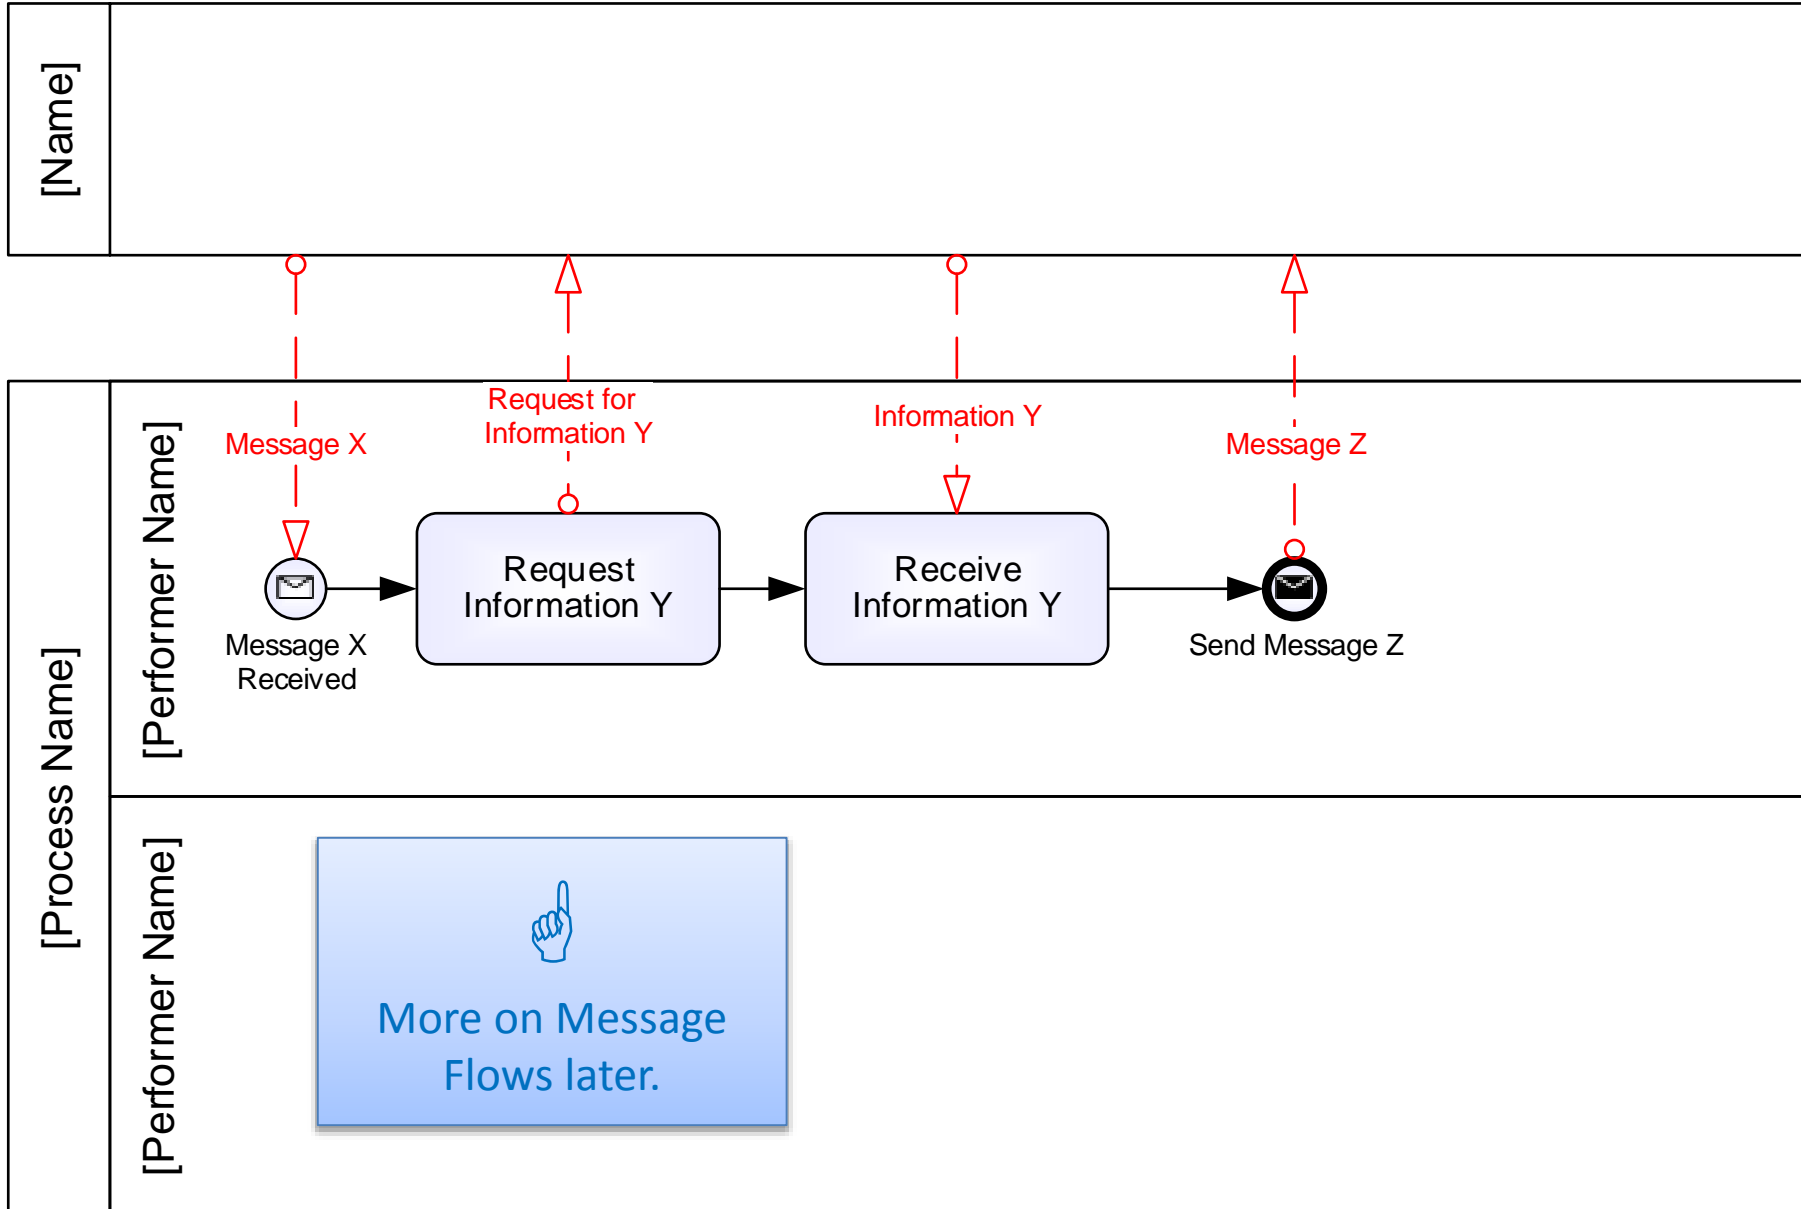 [Name]
[Process Name]
[Performer Name]
Message X
Request for
Information Y
Information Y
Message Z
Message X
Received
Request
Information Y
Receive
Information Y
Send Message Z
[Performer Name]
More on Message
Flows later.